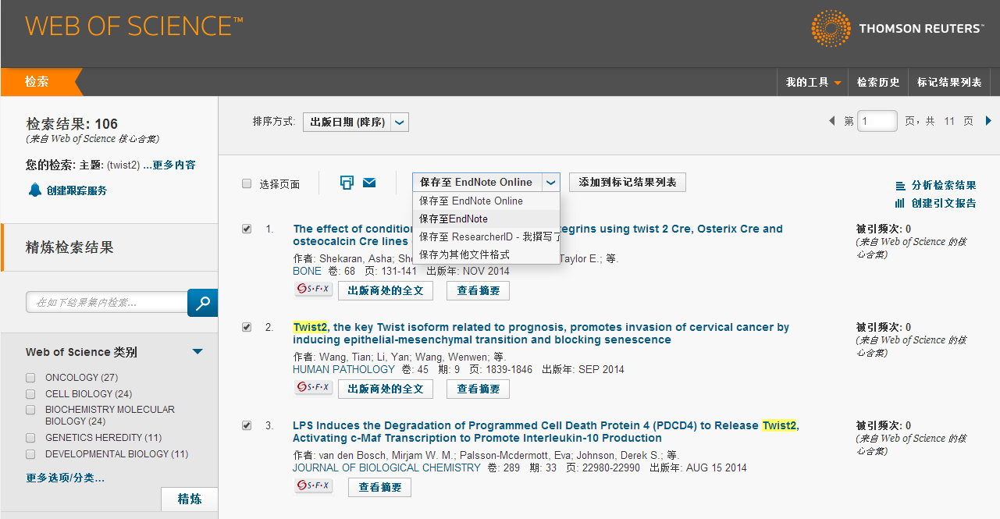 WEB OF SCIENCE™
THOMSON REUTERS™
检索
我的工具
检索历史
标记结果列表
检索结果: 106
(来自 Web of Science 核心合集)
您的检索: 主题: (twist2) ...更多内容
创建跟踪服务
精炼检索结果
在如下结果集内检索...
Web of Science 类别
ONCOLOGY (27)
CELL BIOLOGY (24)
BIOCHEMISTRY MOLECULAR
BIOLOGY (24)
GENETICS HEREDITY (11)
DEVELOPMENTAL BIOLOGY (11)
更多选项/分类...
精炼
排序方式: 出版日期 (降序)
第 1 页，共 11 页
选择页面
保存至 EndNote Online
添加到标记结果列表
保存至 EndNote Online
保存至EndNote
保存至 ResearcherID - 我撰写了
保存为其他文件格式
分析检索结果
创建引文报告
1. The effect of condition egrins using twist 2 Cre, Osterix Cre and
osteocalcin Cre lines
作者: Shekaran, Asha; Taylor E.; 等.
BONE 卷: 68 页: 131-141 出版年: NOV 2014
S·F·X 出版商处的全文 查看摘要
被引频次: 0
(来自 Web of Science 的核
心合集)
2. Twist2, the key Twist isoform related to prognosis, promotes invasion of cervical cancer by
inducing epithelial-mesenchymal transition and blocking senescence
作者: Wang, Tian; Li, Yan; Wang, Wenwen; 等.
HUMAN PATHOLOGY 卷: 45 期: 9 页: 1839-1846 出版年: SEP 2014
S·F·X 出版商处的全文 查看摘要
被引频次: 0
(来自 Web of Science 的核
心合集)
3. LPS Induces the Degradation of Programmed Cell Death Protein 4 (PDCD4) to Release Twist2,
Activating c-Maf Transcription to Promote Interleukin-10 Production
作者: van den Bosch, Mirjam W. M.; Palsson-Mcdermott, Eva; Johnson, Derek S.; 等.
JOURNAL OF BIOLOGICAL CHEMISTRY 卷: 289 期: 33 页: 22980-22990 出版年: AUG 15 2014
S·F·X 查看摘要
被引频次: 0
(来自 Web of Science 的核
心合集)